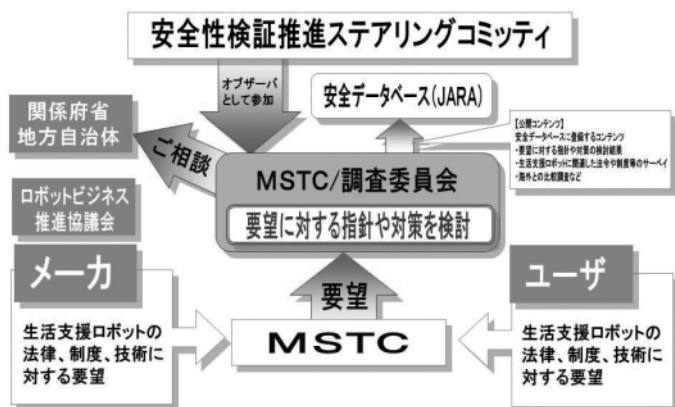 安全性検証推進ステアリングコミッティ
オブザーバ
として参加
安全データベース(JARA)
関係府省
地方自治体
ご相談
【公開コンテンツ】
安全データベースに登録するコンテンツ
・要望に対する指針や対策の検討結果
・生活支援ロボットに関連した法令や制度等のサーベイ
・海外との比較調査など
MSTC/調査委員会
要望に対する指針や対策を検討
ロボットビジネス
推進協議会
メーカ
生活支援ロボットの
法律、制度、技術に
対する要望
要望
MSTC
ユーザ
生活支援ロボットの
法律、制度、技術に
対する要望